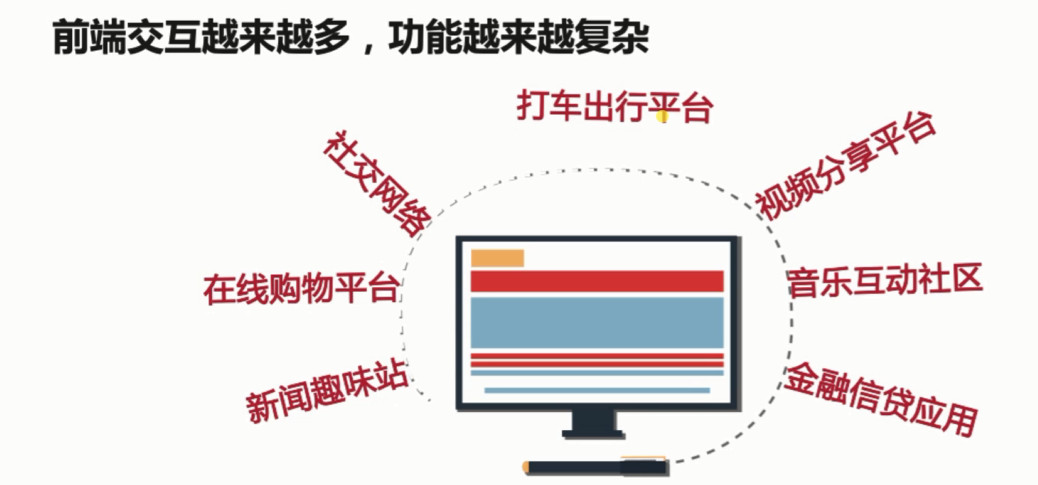 前端交互越来越多，功能越来越复杂
打车出行平台
社交网络
视频分享平台
在线购物平台
音乐互动社区
新闻趣味站
金融信贷应用